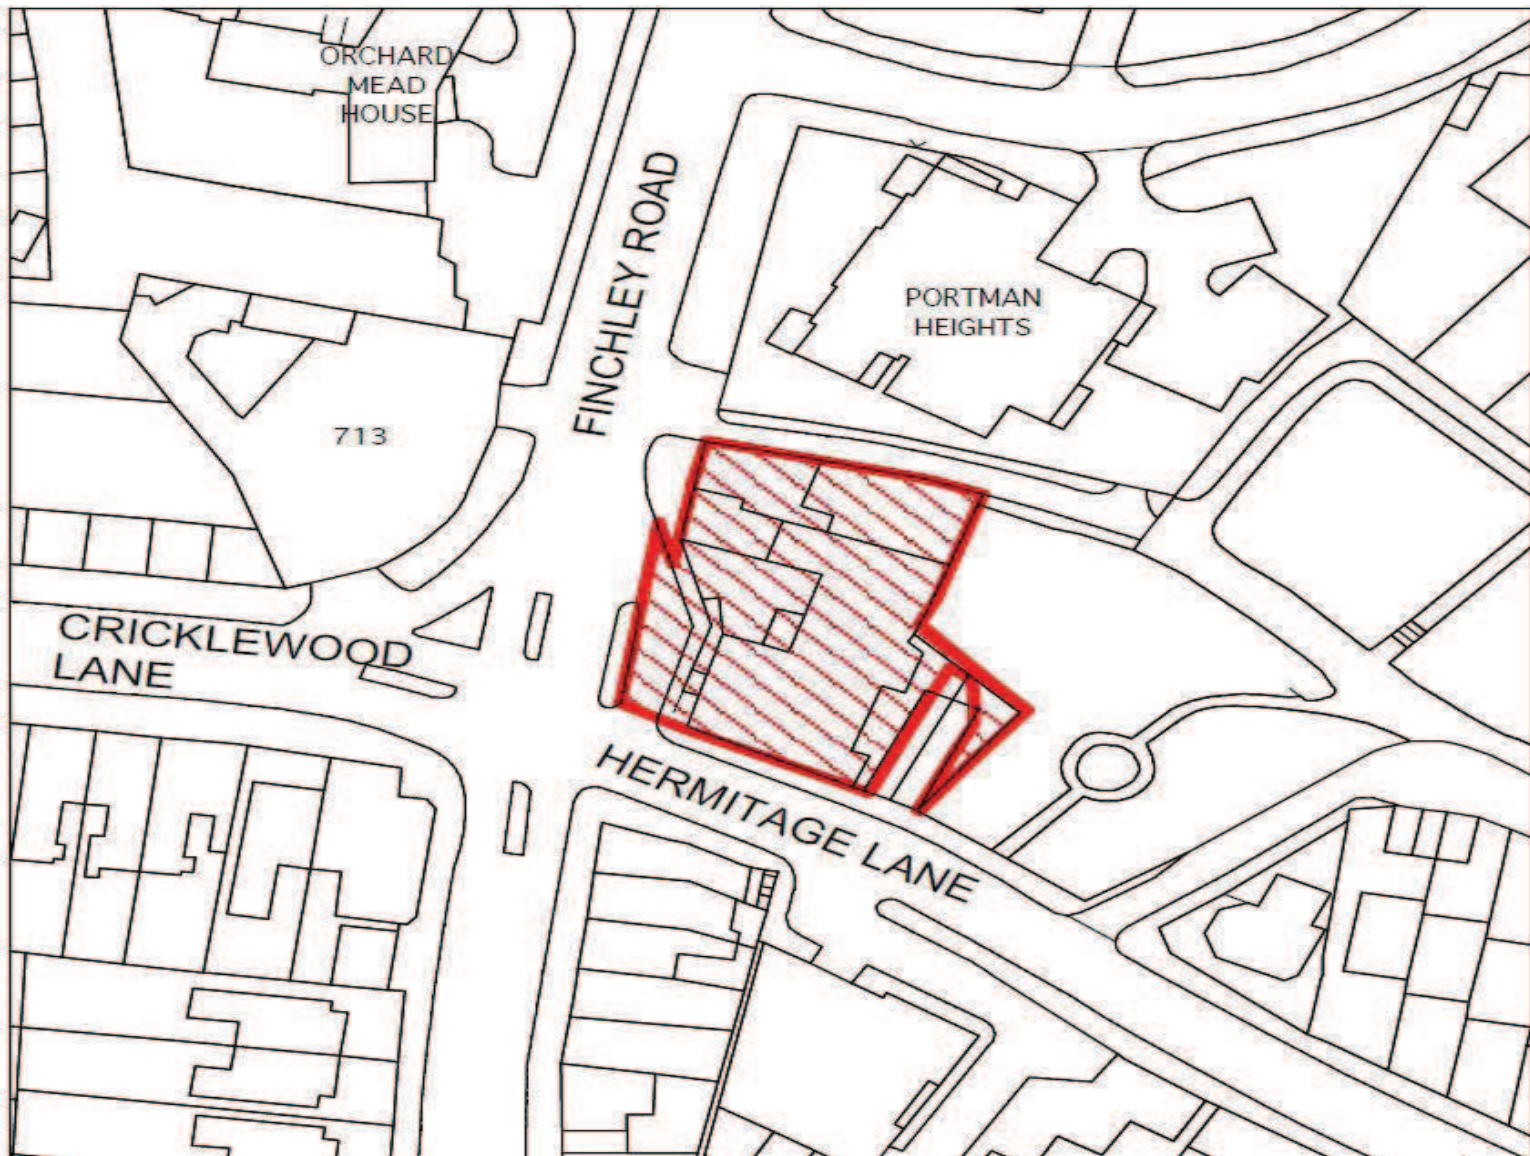 ORCHARD
MEAD
HOUSE
FINCHLEY ROAD
PORTMAN
HEIGHTS
713
CRICKLEWOOD
LANE
HERMITAGE LANE